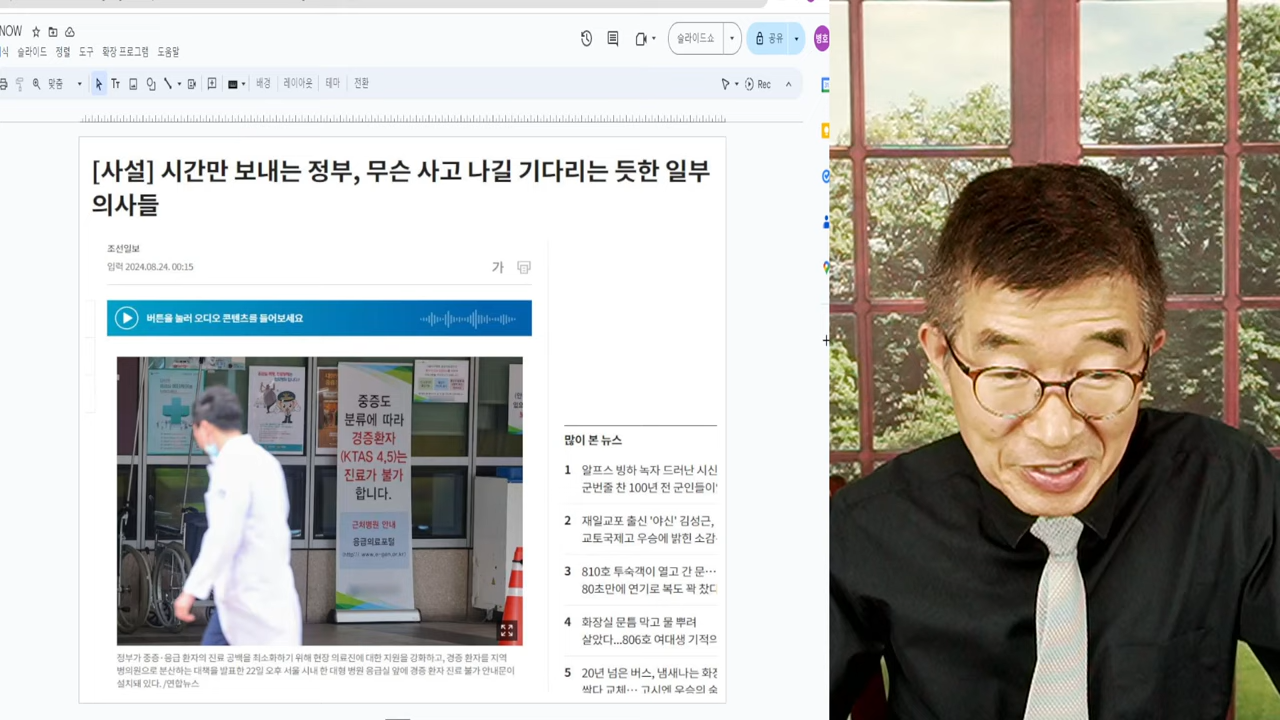 NOW
슬라이드 정렬 도구 확장 프로그램 도움말
슬라이드쇼
공유
범호
맞춤
Tт
배경
레이아웃
테마
전환
Rec
[사설] 시간만 보내는 정부, 무슨 사고 나길 기다리는 듯한 일부
의사들
조선일보
입력 2024.08.24. 00:15
가
버튼을 눌러 오디오 콘텐츠를 들어보세요
중증도
분류에 따라
경증환자
(KTAS 4,5)는
진료가 불가
합니다.
근처병원 안내
응급의료포털
정부가 중증·응급 환자의 진료 공백을 최소화하기 위해 현장 의료진에 대한 지원을 강화하고, 경증 환자를 지역
병의원으로 분산하는 대책을 발표한 22일 오후 서울 시내 한 대형 병원 응급실 앞에 경증 환자 진료 불가 안내문이
설치돼 있다. /연합뉴스
많이 본 뉴스
1 알프스 빙하 녹자 드러난 시신
군번줄 찬 100년 전 군인들이
2 재일교포 출신 '야신' 김성근,
교토국제고 우승에 밝힌 소감
3 810호 투숙객이 열고 간 문…
80초만에 연기로 복도 꽉 찼다
4 화장실 문틈 막고 물 뿌려
살았다...806호 여대생 기적의
5 20년 넘은 버스, 냄새나는 화장
싹다 교체… 고시엔 우승의 숨